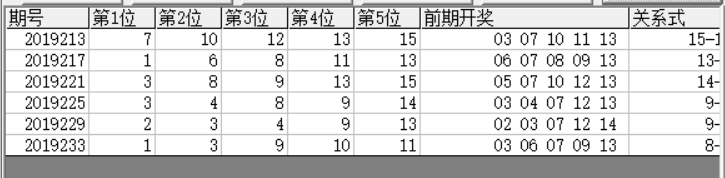 期号 第1位 第2位 第3位 第4位 第5位 前期开奖 关系式
2019213 7 10 12 13 15 03 07 10 11 13 15-1
2019217 1 6 8 11 13 06 07 08 09 13 13-
2019221 3 8 9 13 15 05 07 10 12 13 14-
2019225 3 4 8 9 14 03 04 07 12 13 9-
2019229 2 3 4 9 13 02 03 07 12 14 9-
2019233 1 3 9 10 11 03 06 07 09 13 8-